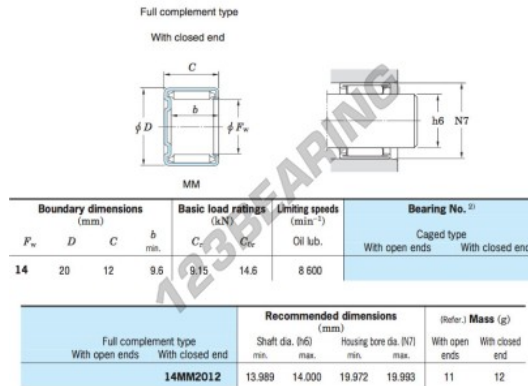 Full complement type
With closed end
C
b
φ D
φ Fw
h6
N7
MM
123BEARING
Boundary dimensions Basic load ratings Limiting speeds Bearing No. 2)
(mm) (kN) (min⁻¹)
Fw D C b min. Cr C0r Oil lub. Caged type
With open ends With closed end
14 20 12 9.6 9.15 14.6 8 600
Recommended dimensions (Refer.) Mass (g)
(mm)
Full complement type Shaft dia. (h6) Housing bore dia. (N7) With open ends With closed end
With open ends With closed end min. max. min. max.
14MM2012 13.989 14.000 19.972 19.993 11 12